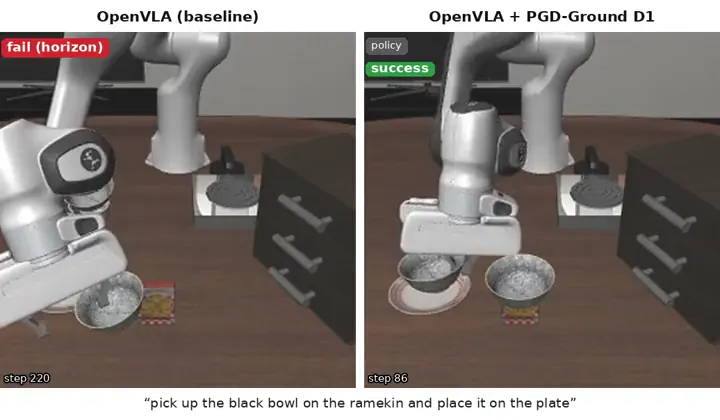 OpenVLA (baseline)
OpenVLA + PGD-Ground D1
fail (horizon)
policy
success
step 220
step 86
“pick up the black bowl on the ramekin and place it on the plate”